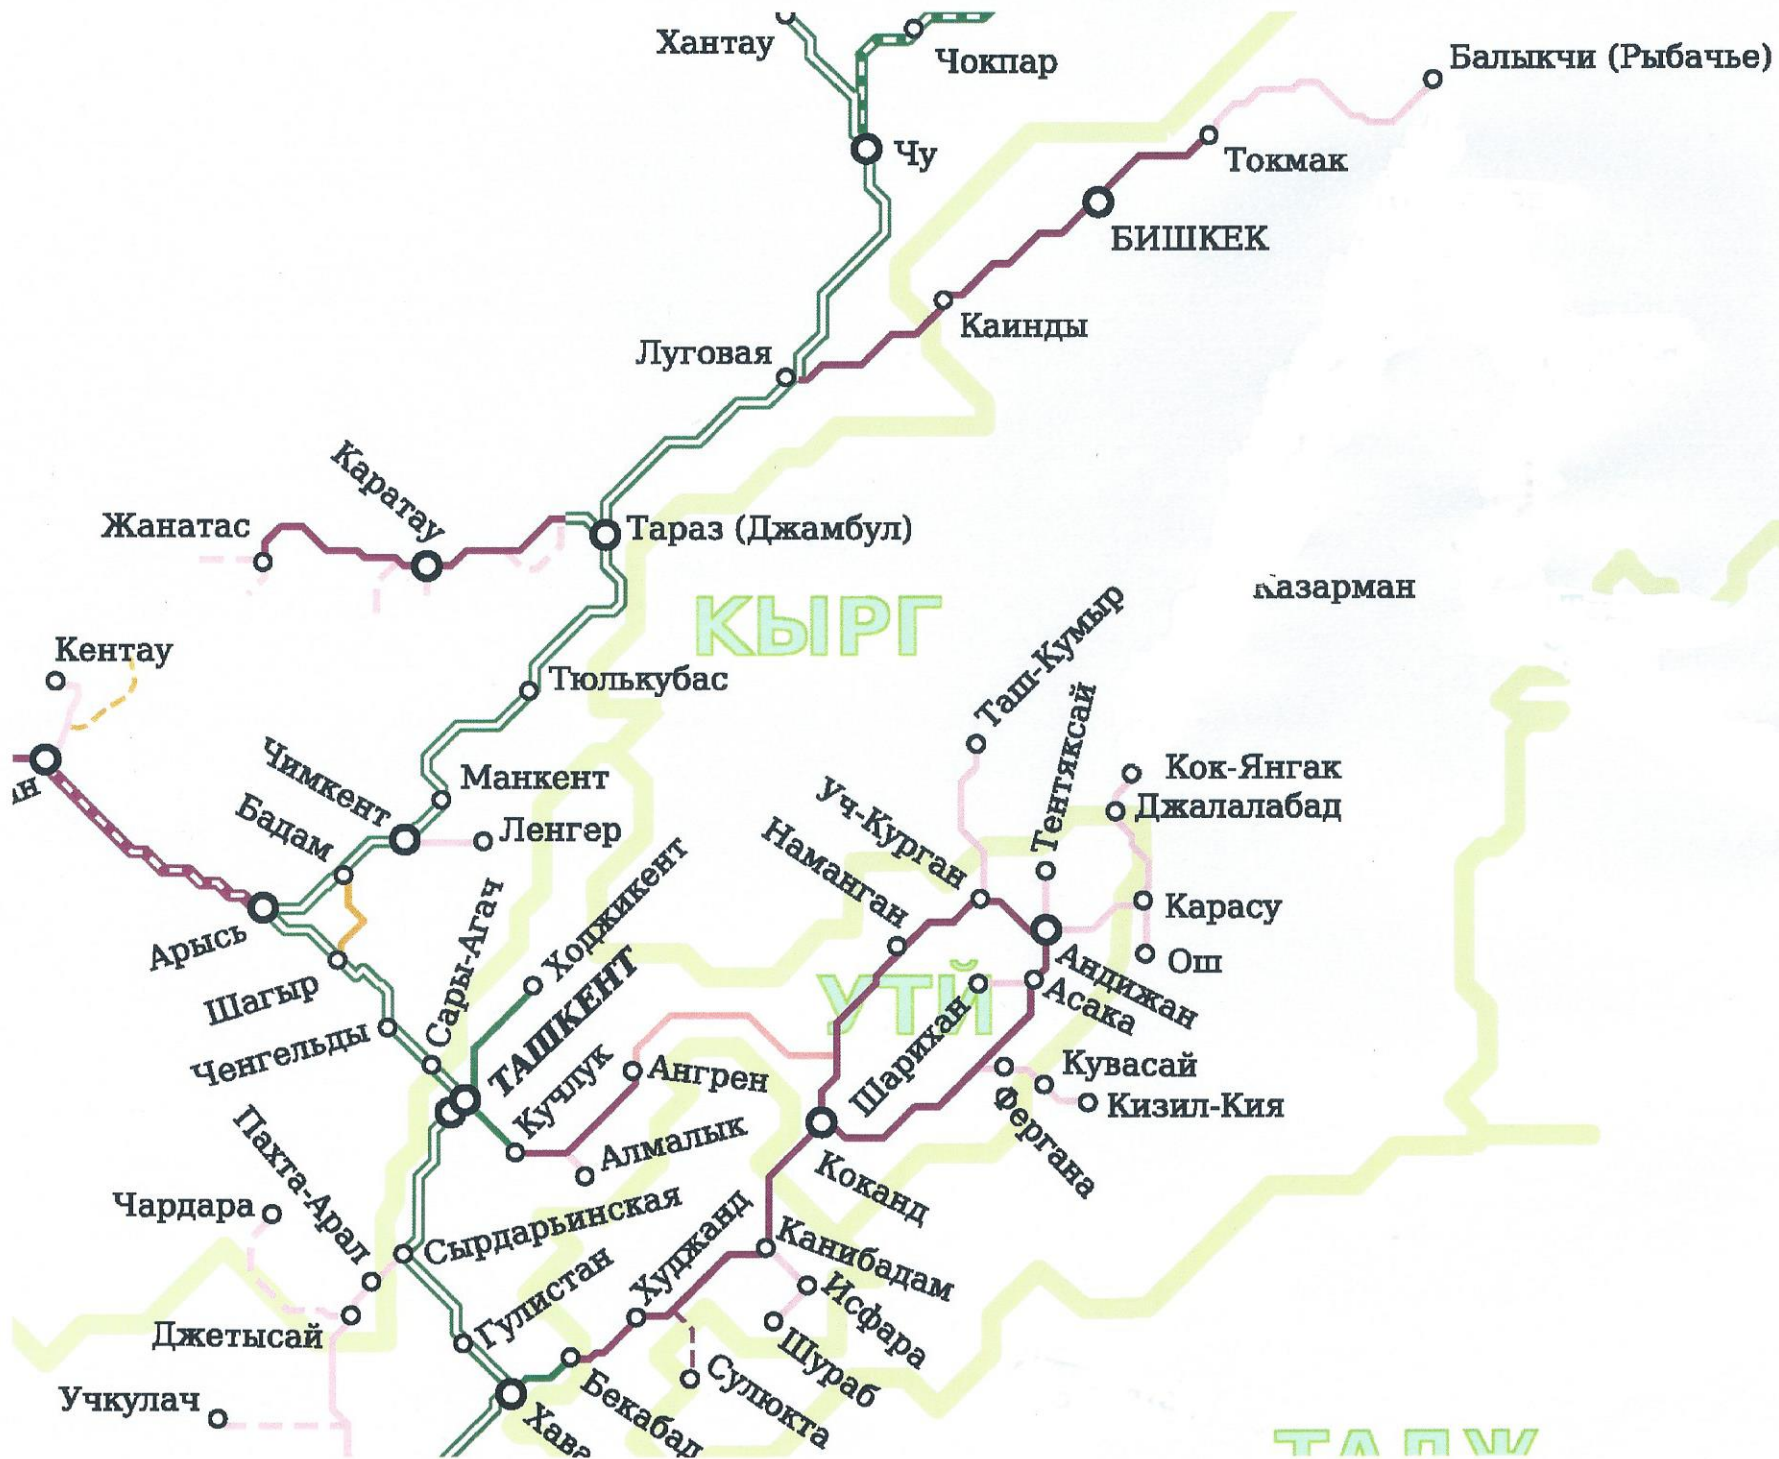 Хантау
Чокпар
Балыкчи (Рыбачье)
Чу
Токмак
БИШКЕК
Каинды
Луговая
Каратау
Жанатас
Тараз (Джамбул)
Казарман
КЫРГ
Кентау
Тюлькубас
Таш-Кумыр
Тентяксай
Чимкент
Манкент
Кок-Янгак
Джалалабад
Бадам
Ленгер
Уч-Курган
Наманган
Ходжикент
Сары-Агач
Арысь
Карасу
Ош
Андижан
Асака
УТЙ
Шагыр
ТАШКЕНТ
Ченгельды
Шарихан
Кучлук
Ангрен
Кувасай
Кизил-Кия
Фергана
Алмалык
Пахта-Арал
Чардара
Коканд
Сырдарьинская
Худжанд
Канибадам
Гулистан
Исфара
Джетысай
Шураб
Сулюкта
Учкулач
Бекабад
Хава
ТАДЖ